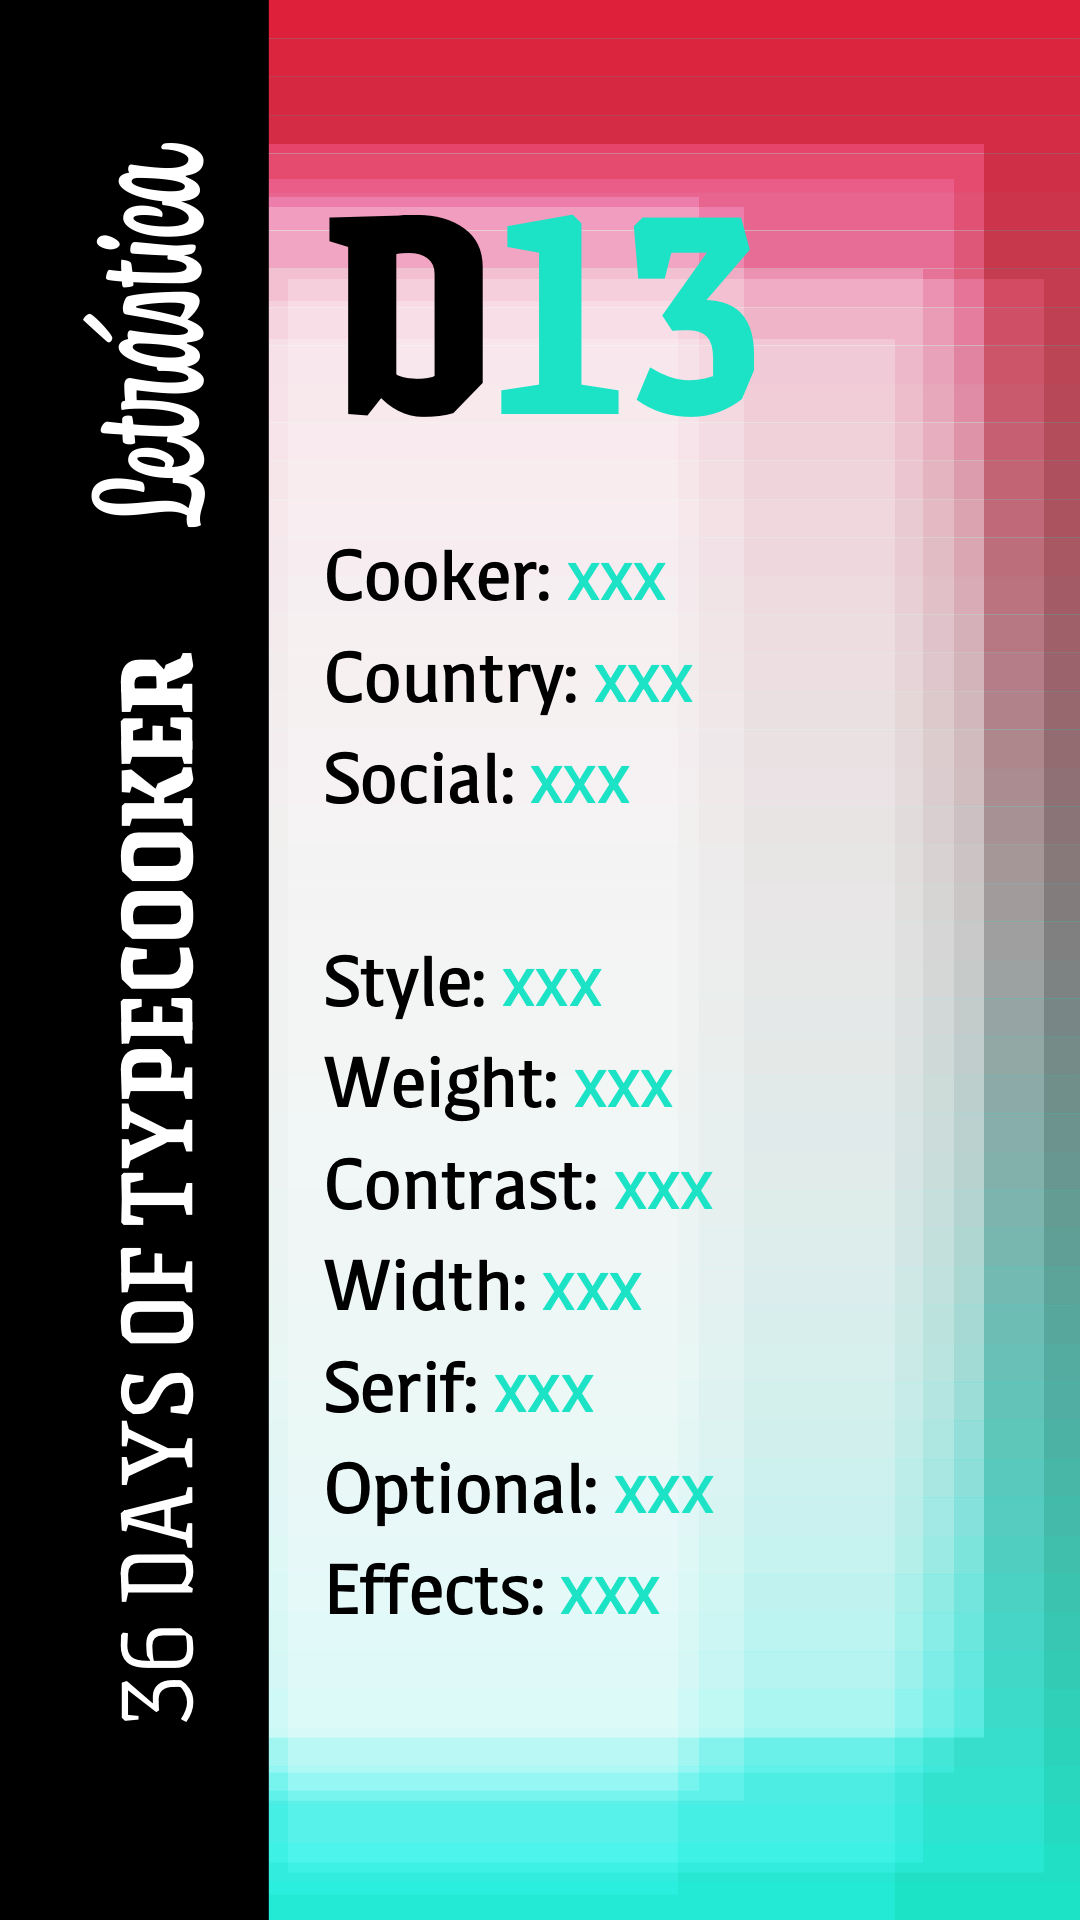 Letrástica
36 DAYS OF TYPECOOKER
D13
Cooker: xxx
Country: xxx
Social: xxx
Style: xxx
Weight: xxx
Contrast: xxx
Width: xxx
Serif: xxx
Optional: xxx
Effects: xxx